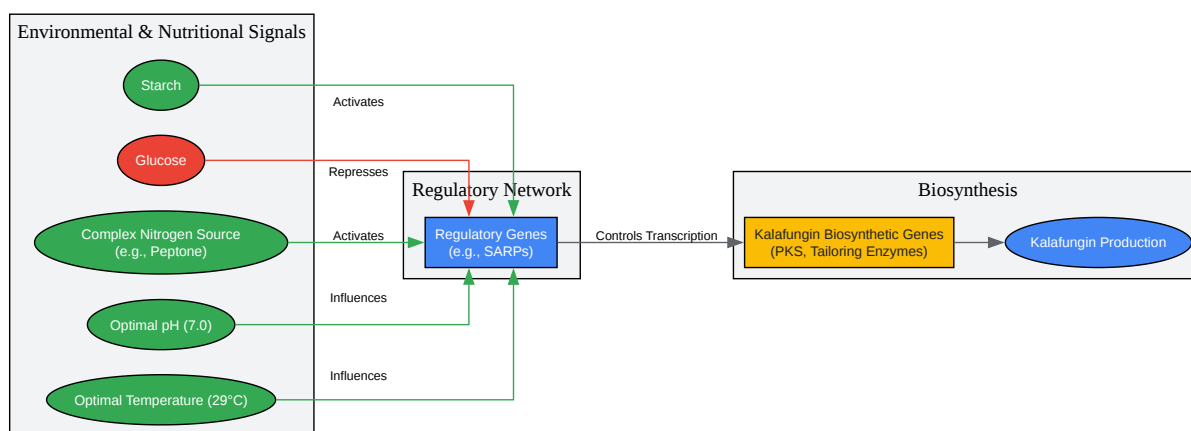 Environmental & Nutritional Signals
Starch
Activates
Glucose
Represses
Regulatory Network
Biosynthesis
Complex Nitrogen Source
(e.g., Peptone)
Activates
Regulatory Genes
(e.g., SARPs)
Controls Transcription
Kalafungin Biosynthetic Genes
(PKS, Tailoring Enzymes)
Kalafungin Production
Influences
Optimal pH (7.0)
Influences
Optimal Temperature (29°C)